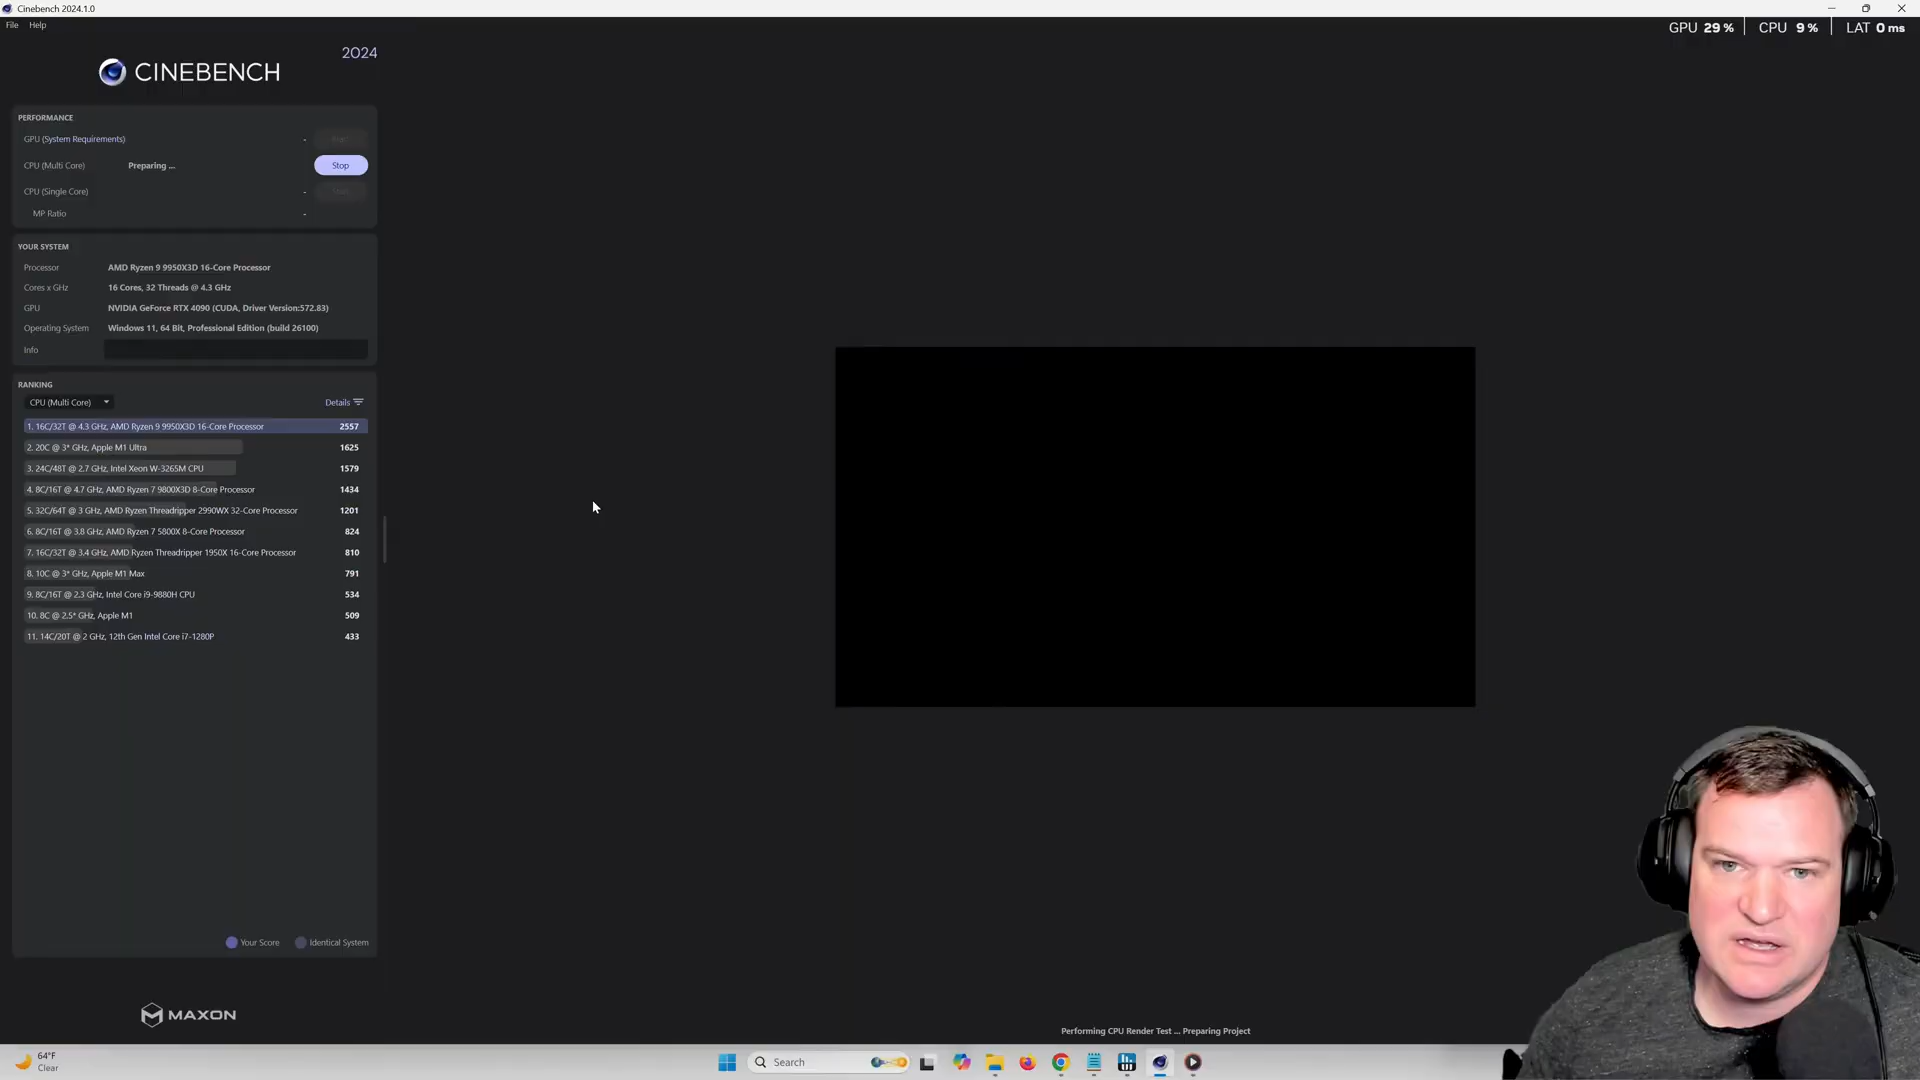 Cinebench 2024.1.0
File Help
GPU 29 % CPU 9 % LAT 0 ms
2024
CINEBENCH
PERFORMANCE
GPU (System Requirements) -
CPU (Multi Core) Preparing ... Stop
CPU (Single Core) -
MP Ratio -
YOUR SYSTEM
Processor AMD Ryzen 9 9950X3D 16-Core Processor
Cores x GHz 16 Cores, 32 Threads @ 4.3 GHz
GPU NVIDIA GeForce RTX 4090 (CUDA, Driver Version:572.83)
Operating System Windows 11, 64 Bit, Professional Edition (build 26100)
Info
RANKING
CPU (Multi Core) Details
1. 16C/32T @ 4.3 GHz, AMD Ryzen 9 9950X3D 16-Core Processor 2557
2. 20C @ 3* GHz, Apple M1 Ultra 1625
3. 24C/48T @ 2.7 GHz, Intel Xeon W-3265M CPU 1579
4. 8C/16T @ 4.7 GHz, AMD Ryzen 7 9800X3D 8-Core Processor 1434
5. 32C/64T @ 3 GHz, AMD Ryzen Threadripper 2990WX 32-Core Processor 1201
6. 8C/16T @ 3.8 GHz, AMD Ryzen 7 5800X 8-Core Processor 824
7. 16C/32T @ 3.4 GHz, AMD Ryzen Threadripper 1950X 16-Core Processor 810
8. 10C @ 3* GHz, Apple M1 Max 791
9. 8C/16T @ 2.3 GHz, Intel Core i9-9880H CPU 534
10. 8C @ 2.5* GHz, Apple M1 509
11. 14C/20T @ 2 GHz, 12th Gen Intel Core i7-1280P 433
Your Score Identical System
MAXON
Performing CPU Render Test ... Preparing Project
64°F
Clear
Search